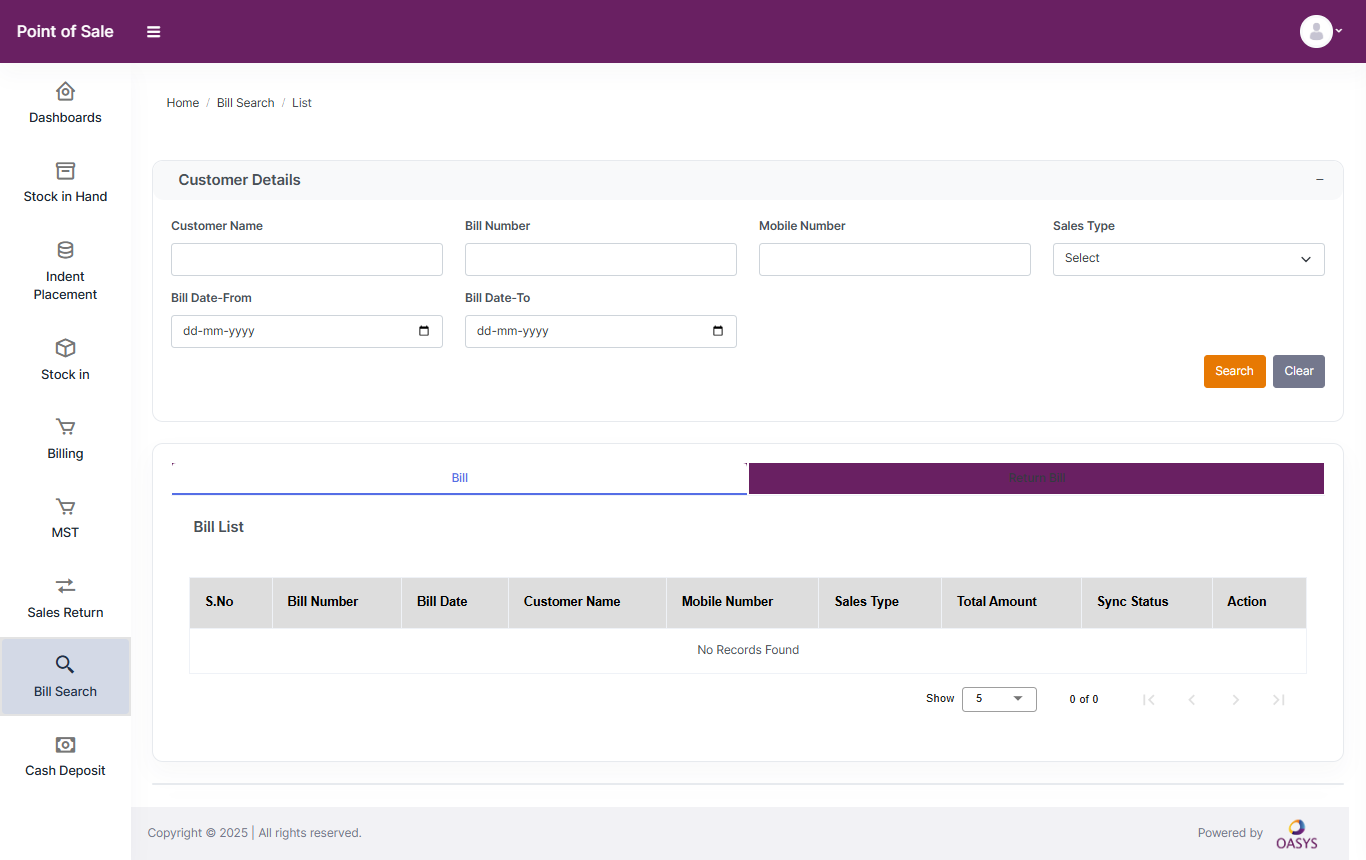 Point of Sale
Dashboards
Stock in Hand
Indent
Placement
Stock in
Billing
MST
Sales Return
Bill Search
Cash Deposit
Home / Bill Search / List
Customer Details
Customer Name
Bill Number
Mobile Number
Sales Type
Select
Bill Date-From
Bill Date-To
dd-mm-yyyy
dd-mm-yyyy
Search
Clear
Bill
Bill List
S.No
Bill Number
Bill Date
Customer Name
Mobile Number
Sales Type
Total Amount
Sync Status
Action
No Records Found
Show
5
0 of 0
Copyright © 2025 | All rights reserved.
Powered by
OASYS